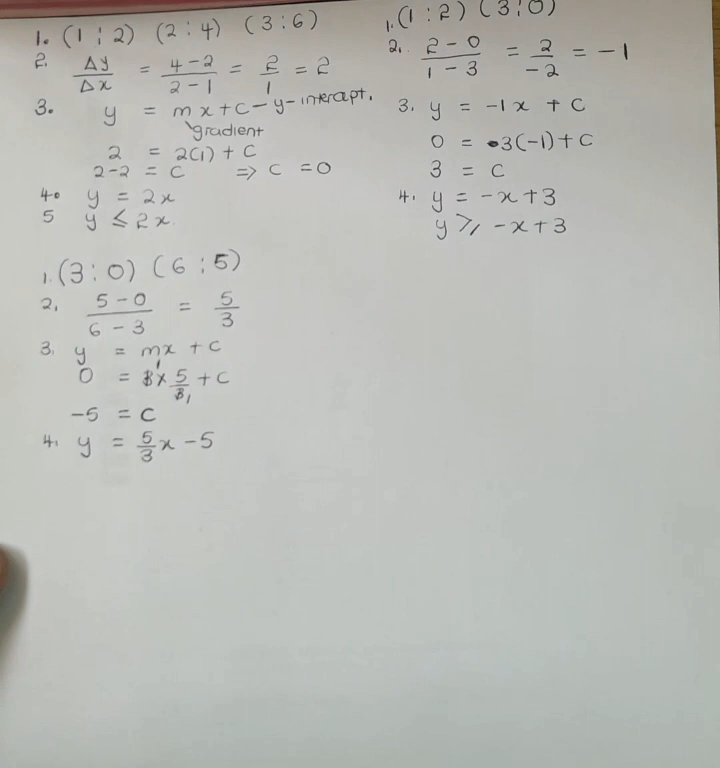 1. (1 : 2) (2 : 4) (3 : 6)
2. Δy/Δx = 4-2/2-1 = 2/1 = 2
3. y = mx+c - y-intercept.
gradient
2 = 2(1) + c
2-2 = c => c = 0
4. y = 2x
5 y ≤ 2x
1. (1 : 2) (3 : 0)
2. 2-0/1-3 = 2/-2 = -1
3. y = -1x + c
0 = 3(-1)+c
3 = c
4. y = -x+3
y ≥ -x+3
1. (3 : 0) (6 : 5)
2. 5-0/6-3 = 5/3
3. y = mx + c
0 = 3 x 5/3 + c
-5 = c
4. y = 5/3x - 5